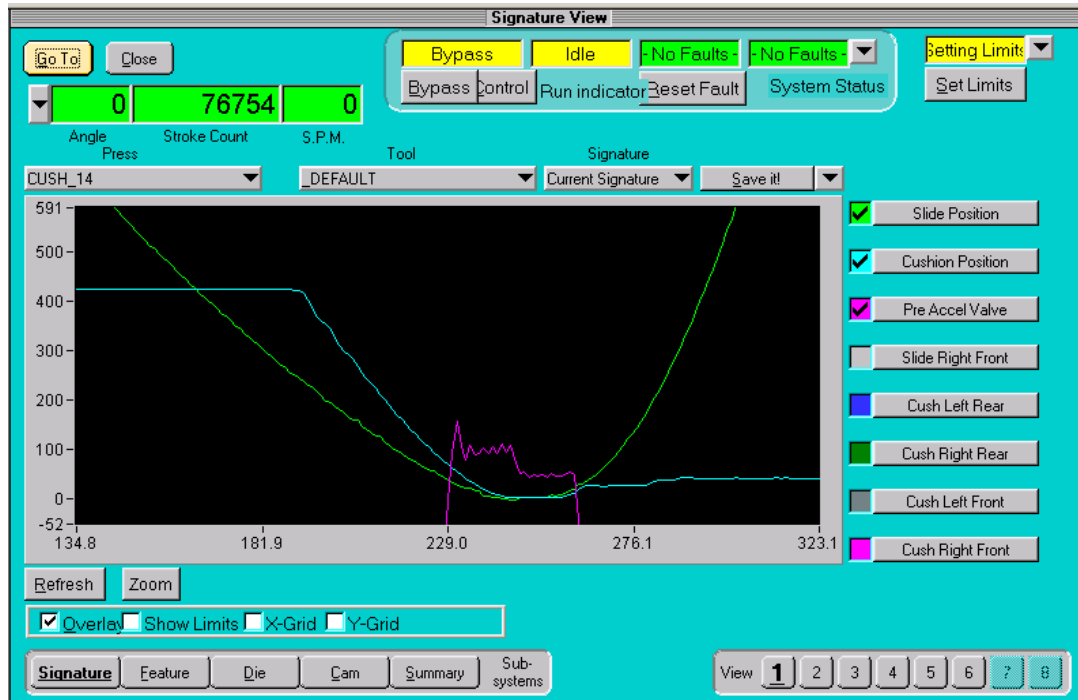 Signature View
Go To Close
Bypass Idle - No Faults - - No Faults -
Bypass Control Run indicator Reset Fault System Status
Setting Limits
Set Limits
0 76754 0
Angle Stroke Count S.P.M.
Press Tool Signature
CUSH_14 _DEFAULT Current Signature Save it!
591
500
400
300
200
100
0
-52
134.8 181.9 229.0 276.1 323.1
Slide Position
Cushion Position
Pre Accel Valve
Slide Right Front
Cush Left Rear
Cush Right Rear
Cush Left Front
Cush Right Front
Refresh Zoom
Overlay Show Limits X-Grid Y-Grid
Signature Feature Die Cam Summary Sub-
systems
View 1 2 3 4 5 6 7 8